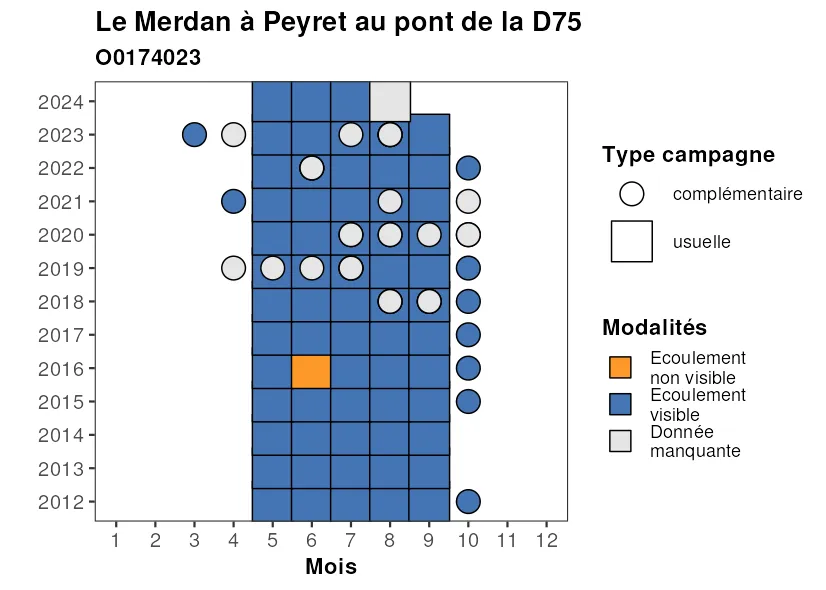 Le Merdan à Peyret au pont de la D75
O0174023
2024
2023
2022
2021
2020
2019
2018
2017
2016
2015
2014
2013
2012
1 2 3 4 5 6 7 8 9 10 11 12
Mois
Type campagne
complémentaire
usuelle
Modalités
Ecoulement
non visible
Ecoulement
visible
Donnée
manquante